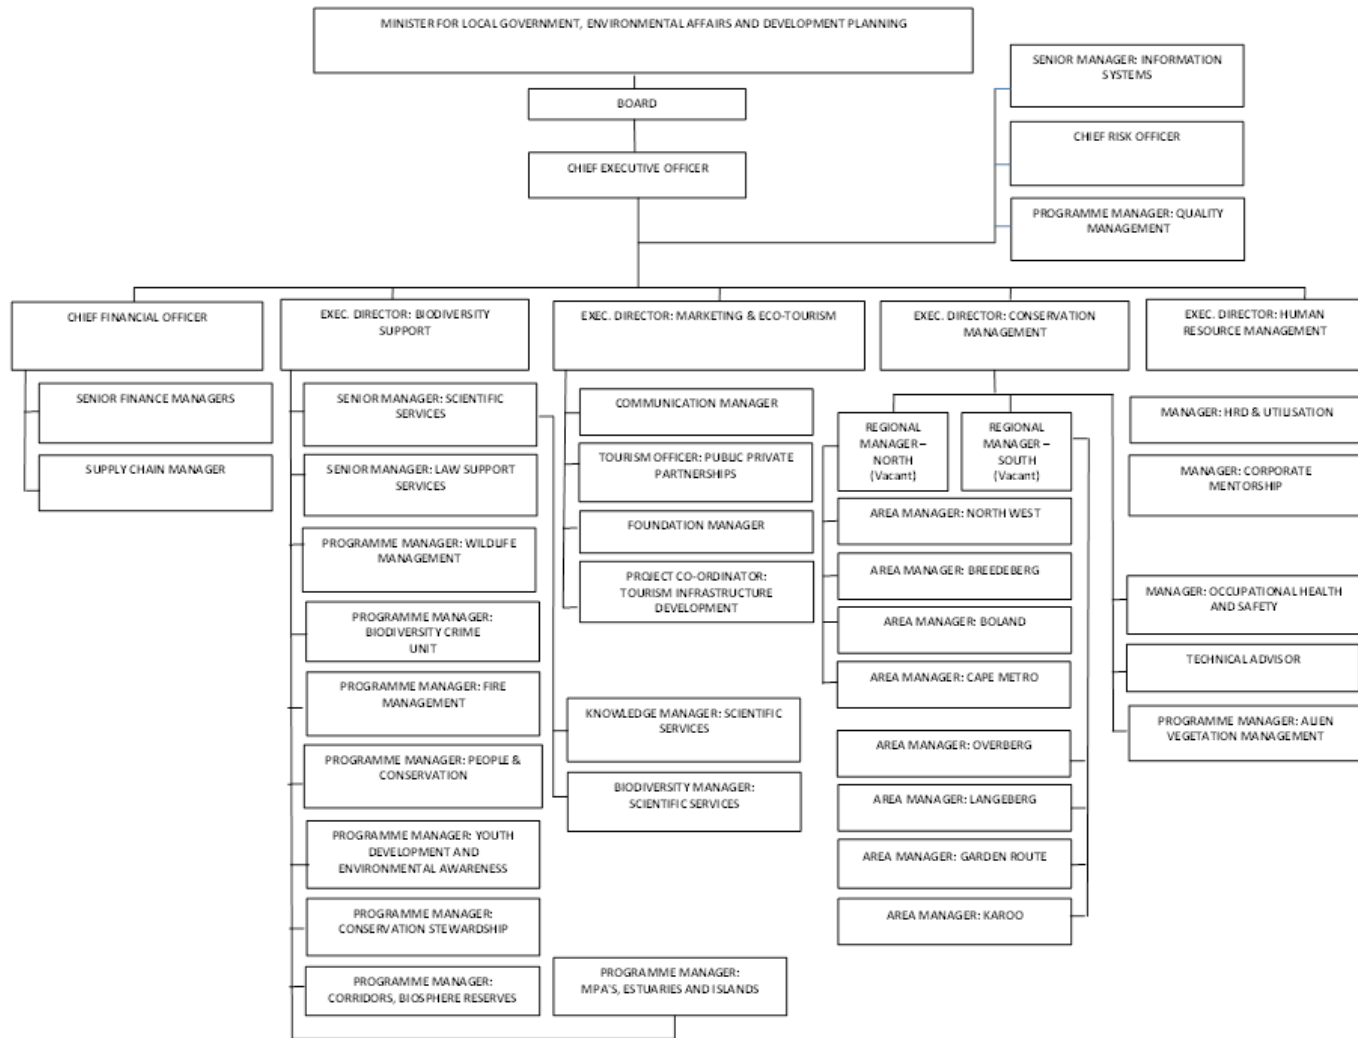 MINISTER FOR LOCAL GOVERNMENT, ENVIRONMENTAL AFFAIRS AND DEVELOPMENT PLANNING
BOARD
CHIEF EXECUTIVE OFFICER
SENIOR MANAGER: INFORMATION
SYSTEMS
CHIEF RISK OFFICER
PROGRAMME MANAGER: QUALITY
MANAGEMENT
CHIEF FINANCIAL OFFICER
SENIOR FINANCE MANAGERS
SUPPLY CHAIN MANAGER
EXEC. DIRECTOR: BIODIVERSITY
SUPPORT
SENIOR MANAGER: SCIENTIFIC
SERVICES
SENIOR MANAGER: LAW SUPPORT
SERVICES
PROGRAMME MANAGER: WILDLIFE
MANAGEMENT
PROGRAMME MANAGER:
BIODIVERSITY CRIME
UNIT
PROGRAMME MANAGER: FIRE
MANAGEMENT
PROGRAMME MANAGER: PEOPLE &
CONSERVATION
PROGRAMME MANAGER: YOUTH
DEVELOPMENT AND
ENVIRONMENTAL AWARENESS
PROGRAMME MANAGER:
CONSERVATION STEWARDSHIP
PROGRAMME MANAGER:
CORRIDORS, BIOSPHERE RESERVES
EXEC. DIRECTOR: MARKETING & ECO-TOURISM
COMMUNICATION MANAGER
TOURISM OFFICER: PUBLIC PRIVATE
PARTNERSHIPS
FOUNDATION MANAGER
PROJECT CO-ORDINATOR:
TOURISM INFRASTRUCTURE
DEVELOPMENT
KNOWLEDGE MANAGER: SCIENTIFIC
SERVICES
BIODIVERSITY MANAGER:
SCIENTIFIC SERVICES
PROGRAMME MANAGER:
MPA'S, ESTUARIES AND ISLANDS
EXEC. DIRECTOR: CONSERVATION
MANAGEMENT
REGIONAL
MANAGER –
NORTH
(Vacant)
REGIONAL
MANAGER –
SOUTH
(Vacant)
AREA MANAGER: NORTH WEST
AREA MANAGER: BREEDEBERG
AREA MANAGER: BOLAND
AREA MANAGER: CAPE METRO
AREA MANAGER: OVERBERG
AREA MANAGER: LANGEBERG
AREA MANAGER: GARDEN ROUTE
AREA MANAGER: KAROO
EXEC. DIRECTOR: HUMAN
RESOURCE MANAGEMENT
MANAGER: HRD & UTILISATION
MANAGER: CORPORATE
MENTORSHIP
MANAGER: OCCUPATIONAL HEALTH
AND SAFETY
TECHNICAL ADVISOR
PROGRAMME MANAGER: ALIEN
VEGETATION MANAGEMENT